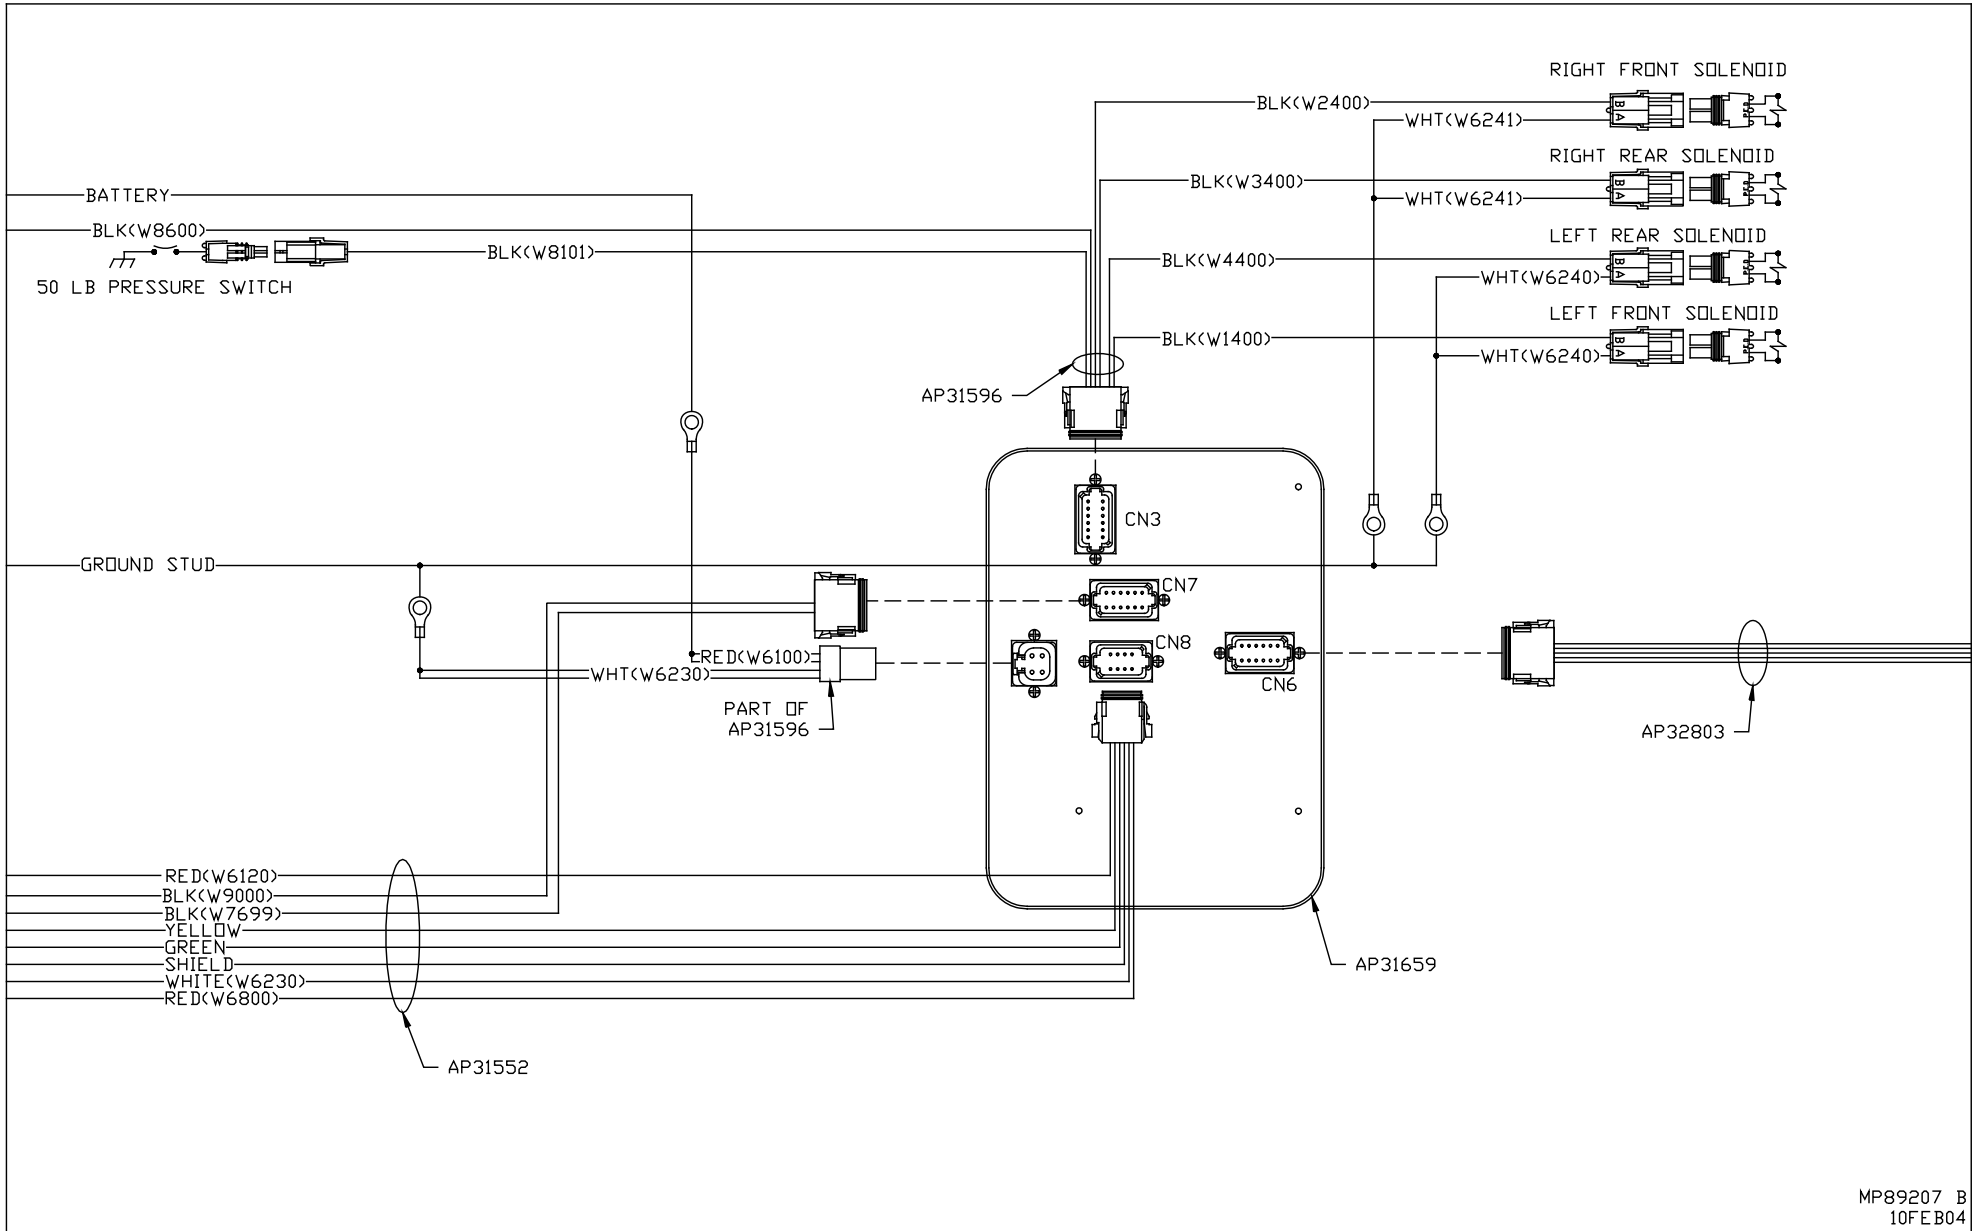 RIGHT FRONT SOLENOID
BLK(W2400)
B
A
WHT(W6241)
RIGHT REAR SOLENOID
BLK(W3400)
B
A
WHT(W6241)
BATTERY
BLK(W8600)
BLK(W8101)
50 LB PRESSURE SWITCH
LEFT REAR SOLENOID
BLK(W4400)
B
A
WHT(W6240)
LEFT FRONT SOLENOID
BLK(W1400)
B
A
WHT(W6240)
AP31596
CN3
GROUND STUD
CN7
CN8
RED(W6100)
WHT(W6230)
CN6
PART OF
AP31596
AP32803
RED(W6120)
BLK(W9000)
BLK(W7699)
YELLOW
GREEN
SHIELD
WHITE(W6230)
RED(W6800)
AP31659
AP31552
MP89207 B
10FEB04